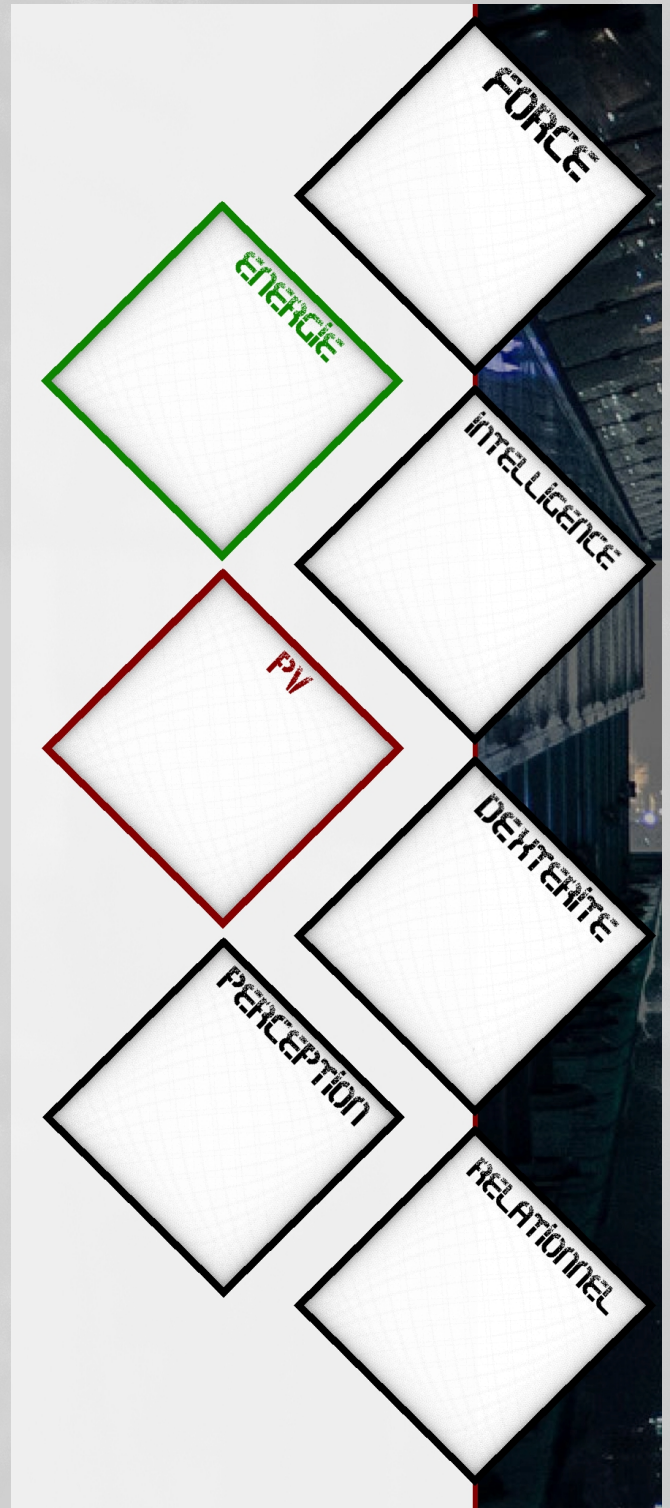 FORCE
ENERGIE
INTELLIGENCE
PV
DEXTERITE
PERCEPTION
RELATIONNEL